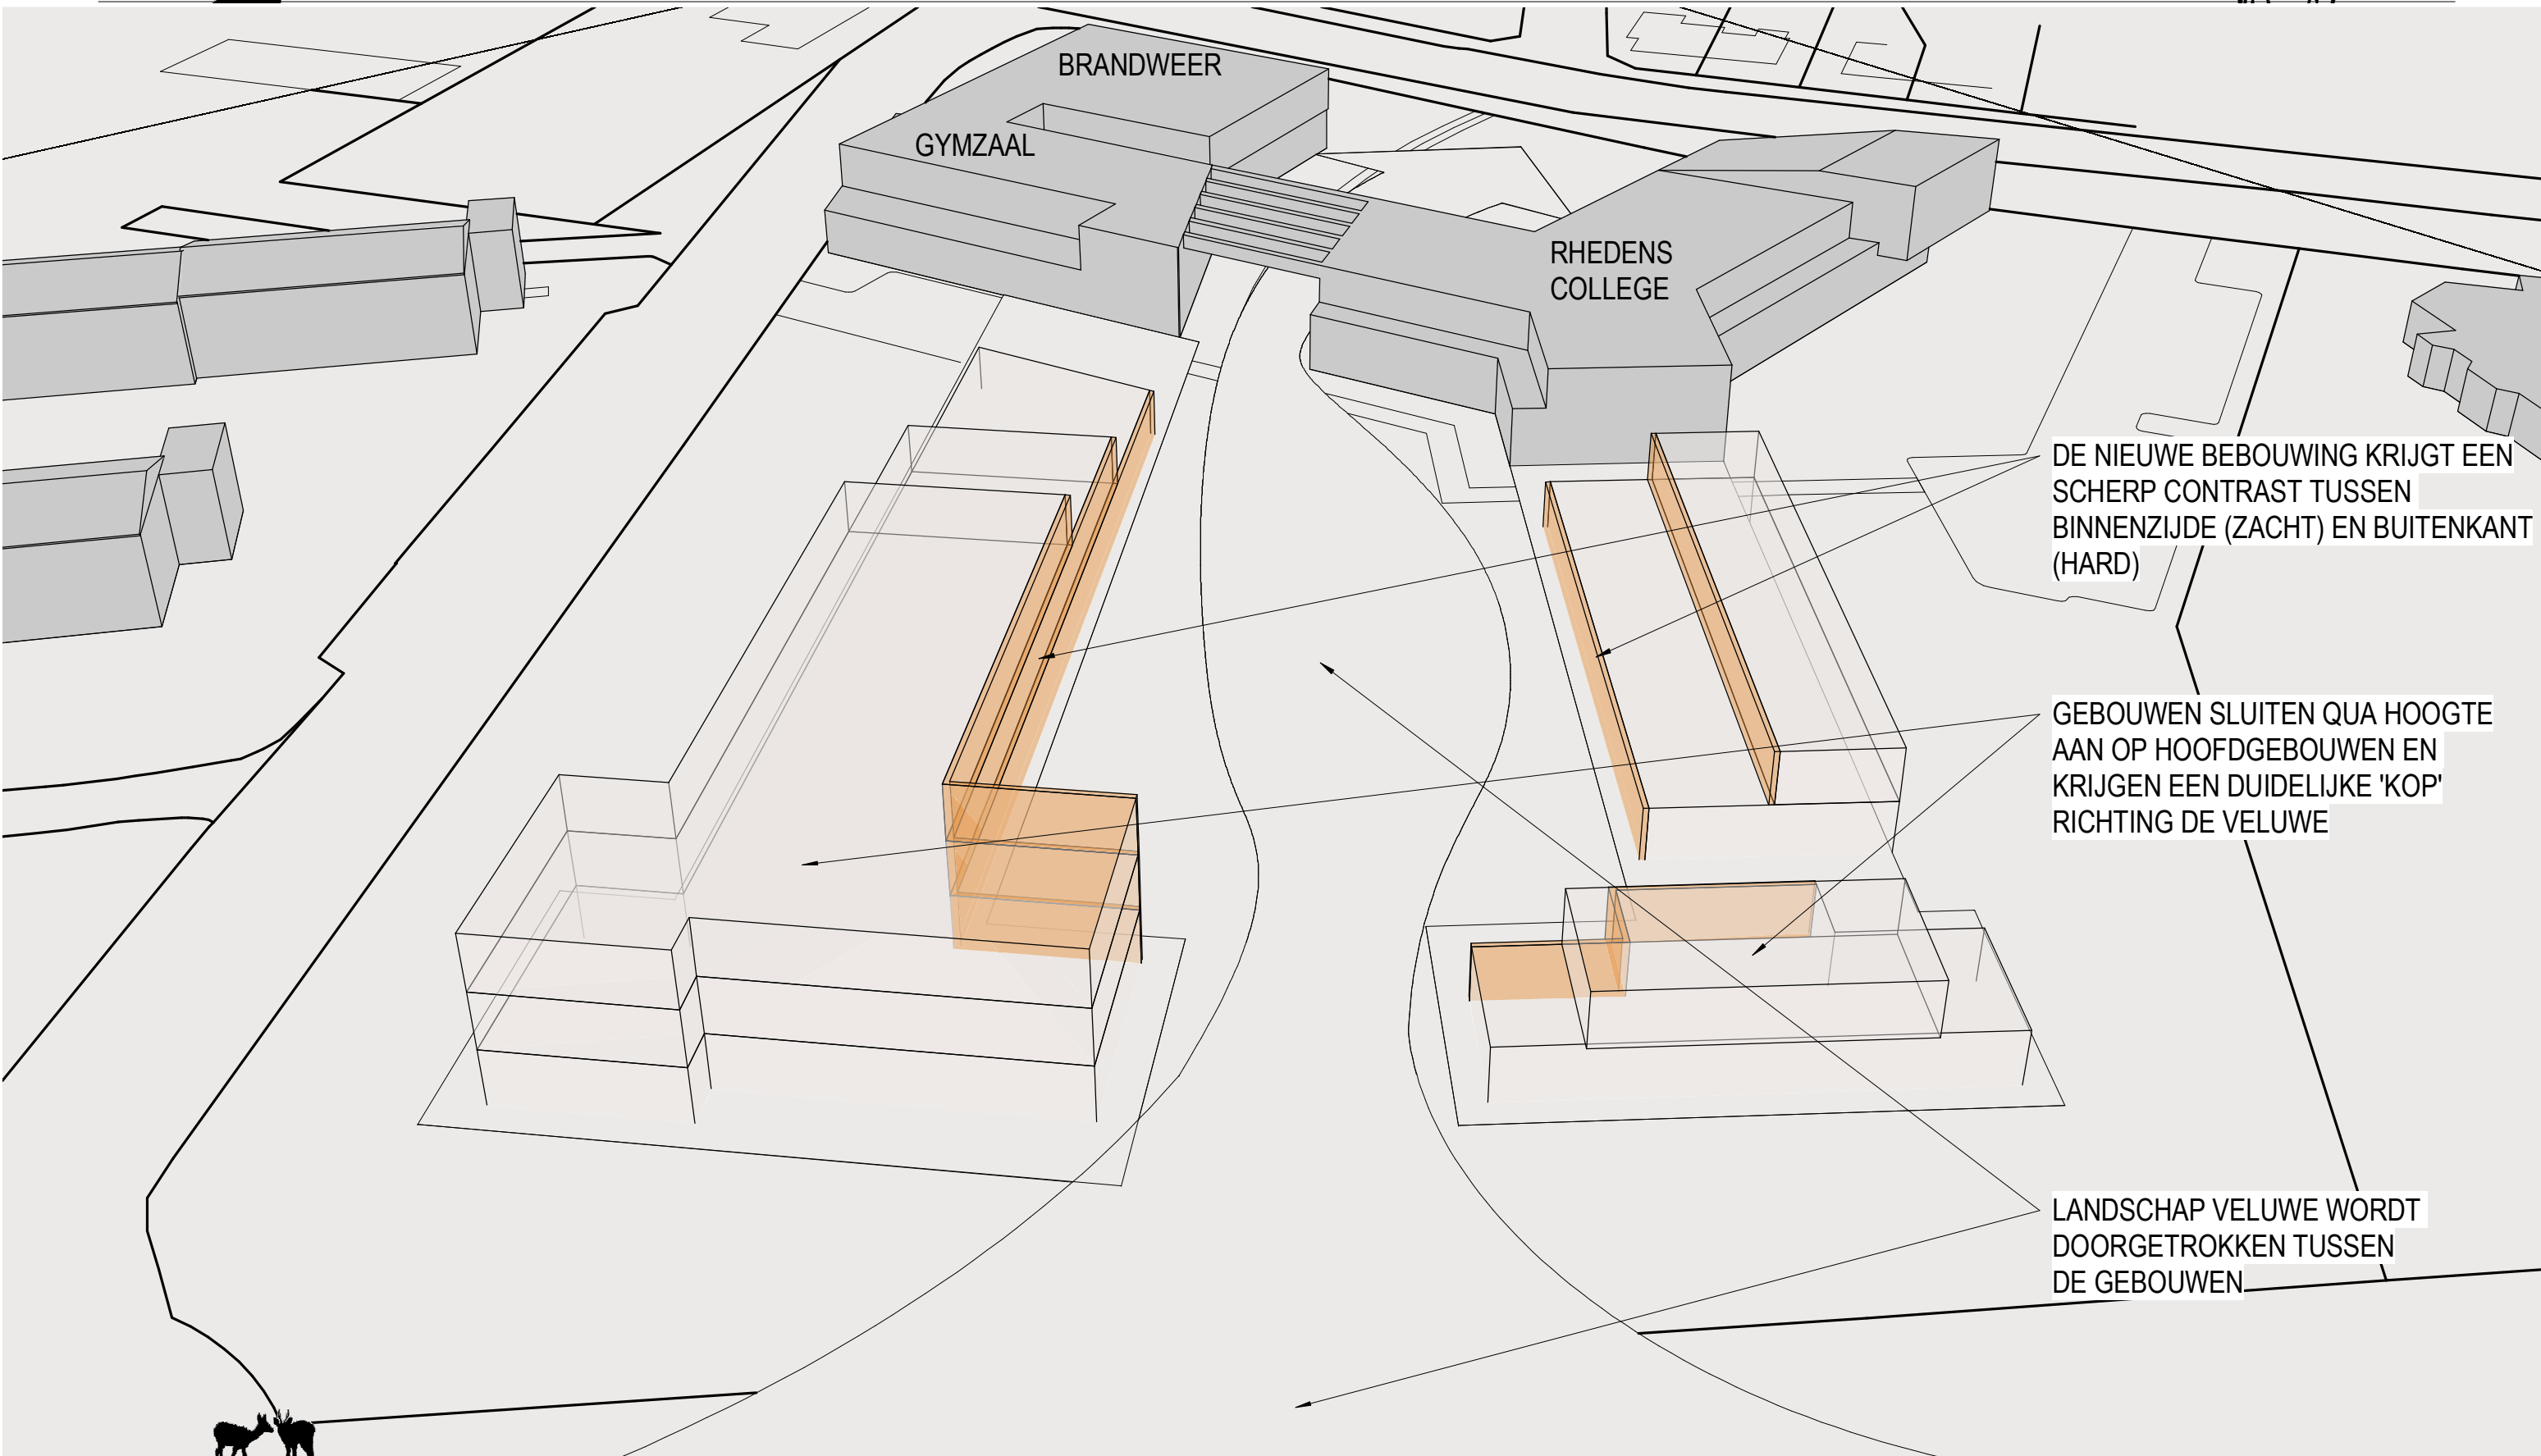 BRANDWEER
GYMZAAL
RHEDENS
COLLEGE
DE NIEUWE BEBOUWING KRIJGT EEN
SCHERP CONTRAST TUSSEN
BINNENZIJDE (ZACHT) EN BUITENKANT
(HARD)
GEBOUWEN SLUITEN QUA HOOGTE
AAN OP HOOFDGEBOUWEN EN
KRIJGEN EEN DUIDELIJKE 'KOP'
RICHTING DE VELUWE
LANDSCHAP VELUWE WORDT
DOORGETROKKEN TUSSEN
DE GEBOUWEN